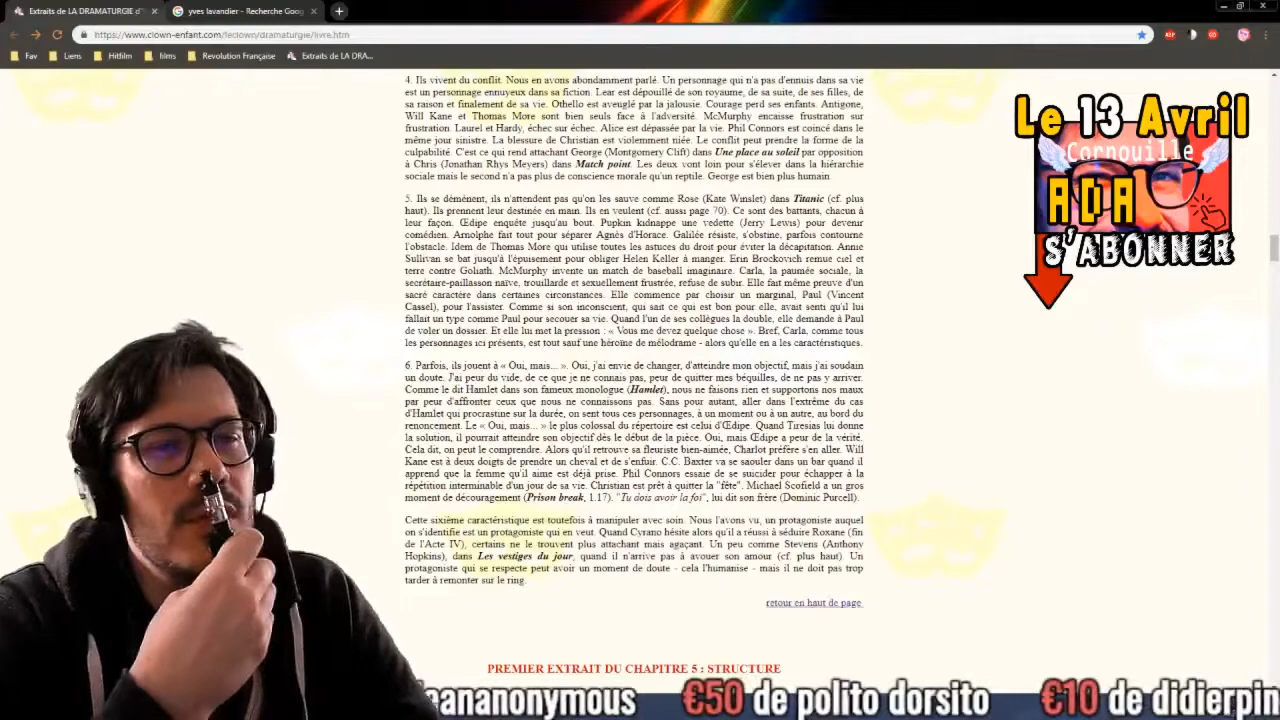 Extraits de LA DRAMATURGIE d'
yves lavandier - Recherche Goog
https://www.clown-enfant.com/leclown/dramaturgie/livre.htm
Fav
Liens
Hitfilm
films
Revolution Française
Extraits de LA DRA...
4. Ils vivent du conflit. Nous en avons abondamment parlé. Un personnage qui n'a pas d'ennuis dans sa vie
est un personnage ennuyeux dans sa fiction. Lear est dépouillé de son royaume, de sa suite, de ses filles, de
sa raison et finalement de sa vie. Othello est aveuglé par la jalousie. Courage perd ses enfants. Antigone,
Will Kane et Thomas More sont bien seuls face à l'adversité. McMurphy encaisse frustration sur
frustration. Laurel et Hardy, échec sur échec. Alice est dépassée par la vie. Phil Connors est coincé dans le
même jour sinistre. La blessure de Christian est violemment niée. Le conflit peut prendre la forme de la
culpabilité. C'est ce qui rend attachant George (Montgomery Clift) dans Une place au soleil par opposition
à Chris (Jonathan Rhys Meyers) dans Match point. Les deux vont loin pour s'élever dans la hiérarchie
sociale mais le second n'a pas plus de conscience morale qu'un reptile. George est bien plus humain
5. Ils se démènent, ils n'attendent pas qu'on les sauve comme Rose (Kate Winslet) dans Titanic (cf. plus
haut). Ils prennent leur destinée en main. Ils en veulent (cf. aussi page 70). Ce sont des battants, chacun à
leur façon. Œdipe enquête jusqu'au bout. Pupkin kidnappe une vedette (Jerry Lewis) pour devenir
comédien. Arnolphe fait tout pour séparer Agnès d'Horace. Galilée résiste, s'obstine, parfois contourne
l'obstacle. Idem de Thomas More qui utilise toutes les astuces du droit pour éviter la décapitation. Annie
Sullivan se bat jusqu'à l'épuisement pour obliger Helen Keller à manger. Erin Brockovich remue ciel et
terre contre Goliath. McMurphy invente un match de baseball imaginaire. Carla, la paumée sociale, la
secrétaire-paillasson naïve, trouillarde et sexuellement frustrée, refuse de subir. Elle fait même preuve d'un
sacré caractère dans certaines circonstances. Elle commence par choisir un marginal, Paul (Vincent
Cassel), pour l'assister. Comme si son inconscient, qui sait ce qui est bon pour elle, avait senti qu'il lui
fallait un type comme Paul pour secouer sa vie. Quand l'un de ses collègues la double, elle demande à Paul
de voler un dossier. Et elle lui met la pression : « Vous me devez quelque chose ». Bref, Carla, comme tous
les personnages ici présents, est tout sauf une héroïne de mélodrame - alors qu'elle en a les caractéristiques.
6. Parfois, ils jouent à « Oui, mais... ». Oui, j'ai envie de changer, d'atteindre mon objectif, mais j'ai soudain
un doute. J'ai peur du vide, de ce que je ne connais pas, peur de quitter mes béquilles, de ne pas y arriver.
Comme le dit Hamlet dans son fameux monologue (Hamlet), nous ne faisons rien et supportons nos maux
par peur d'affronter ceux que nous ne connaissons pas. Sans pour autant, aller dans l'extrême du cas
d'Hamlet qui procrastine sur la durée, on sent tous ces personnages, à un moment ou à un autre, au bord du
renoncement. Le « Oui, mais... » le plus colossal du répertoire est celui d'Œdipe. Quand Tiresias lui donne
la solution, il pourrait atteindre son objectif dès le début de la pièce. Oui, mais Œdipe a peur de la vérité.
Cela dit, on peut le comprendre. Alors qu'il retrouve sa fleuriste bien-aimée, Charlot préfère s'en aller. Will
Kane est à deux doigts de prendre un cheval et de s'enfuir. C.C. Baxter va se saouler dans un bar quand il
apprend que la femme qu'il aime est déjà prise. Phil Connors essaie de se suicider pour échapper à la
répétition interminable d'un jour de sa vie. Christian est prêt à quitter la "fête". Michael Scofield a un gros
moment de découragement (Prison break, 1.17). "Tu dois avoir la foi", lui dit son frère (Dominic Purcell).
Cette sixième caractéristique est toutefois à manipuler avec soin. Nous l'avons vu, un protagoniste auquel
on s'identifie est un protagoniste qui en veut. Quand Cyrano hésite alors qu'il a réussi à séduire Roxane (fin
de l'Acte IV), certains ne le trouvent plus attachant mais agaçant. Un peu comme Stevens (Anthony
Hopkins), dans Les vestiges du jour, quand il n'arrive pas à avouer son amour (cf. plus haut). Un
protagoniste qui se respecte peut avoir un moment de doute - cela l'humanise - mais il ne doit pas trop
tarder à remonter sur le ring.
retour en haut de page
PREMIER EXTRAIT DU CHAPITRE 5 : STRUCTURE
Le 13 Avril
Cornouille
ADA
S'ABONNER
ananonymous €50 de polito dorsito €10 de didierpin